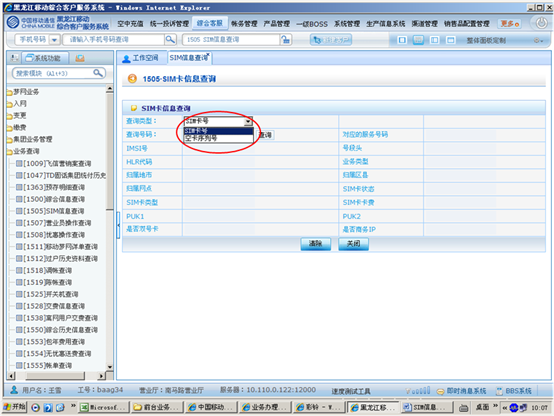 黑龙江移动综合客户服务系统 - Windows Internet Explorer
中国移动通信
CHINA MOBILE
黑龙江移动
综合客户服务系统
空中充值 统一投诉管理 综合客服 帐务管理 产品管理 一级BOSS 系统管理 生产信息系统 渠道管理 销售品配置管理 更多
手机号码 请输入手机号码查询 1505 SIM信息查询 整体面板定制
系统功能
搜索模块 (Alt+3)
梦网业务
入网
变更
缴费
集团业务管理
业务查询
[1009]飞信营销案查询
[1047]TD固话集团统付历史
[1363]预存明细查询
[1500]综合信息查询
[1505]SIM信息查询
[1507]营业员操作查询
[1508]优惠操作查询
[1511]移动梦网详单查询
[1512]过户历史资料查询
[1518]调帐查询
[1519]陈帐查询
[1525]开关机查询
[1528]交费信息查询
[1538]离网用户交费查询
[1550]综合历史信息查询
[1553]包年费用查询
[1554]无忧寄送费查询
[1555]帐单查询
工作空间 SIM信息查询
1505·SIM卡信息查询
SIM卡信息查询
查询类型: SIM卡号
SIM卡号
空卡序列号
查询号码: 查询 对应的服务号码
IMSI号 号段头
HLR代码 业务类型
归属地市 归属区县
归属网点 SIM卡状态
SIM卡类型 SIM卡卡费
PUK1 PUK2
是否双号卡 是否商务IP
清除 关闭
用户名:王雪 工号:baag34 营业厅:南马路营业厅 服务器:10.110.0.122:12000 速度测试工具 即时消息系统 BBS系统
开始 Microsof... 前台业务... 中国移动... 业务办理... 彩铃 - W... 黑龙江移... SIM信息... 桌面 10:07